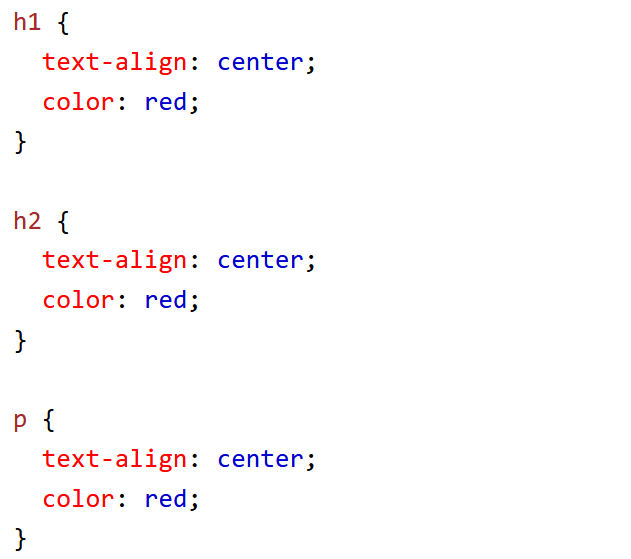 h1 {
  text-align: center;
  color: red;
}

h2 {
  text-align: center;
  color: red;
}

p {
  text-align: center;
  color: red;
}